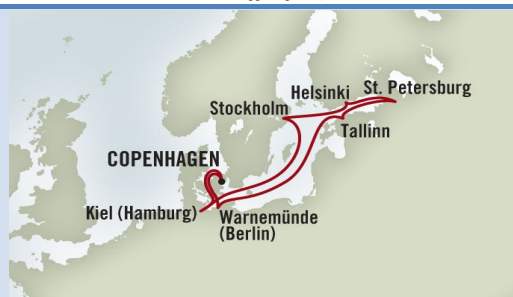 Helsinki
St. Petersburg
Stockholm
Tallinn
COPENHAGEN
Kiel (Hamburg)
Warnemünde
(Berlin)